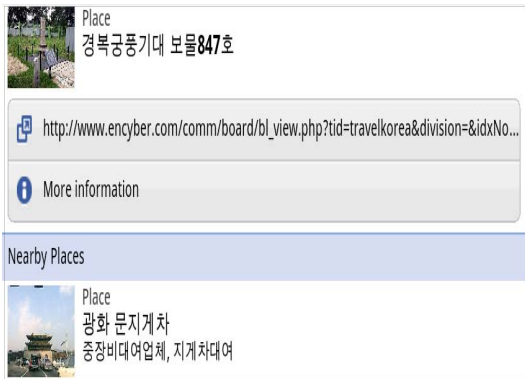 Place
경복궁풍기대 보물847호
http://www.encyber.com/comm/board/bl_view.php?tid=travelkorea&division=&idxNo...
More information
Nearby Places
Place
광화 문지게차
중장비대여업체, 지게차대여